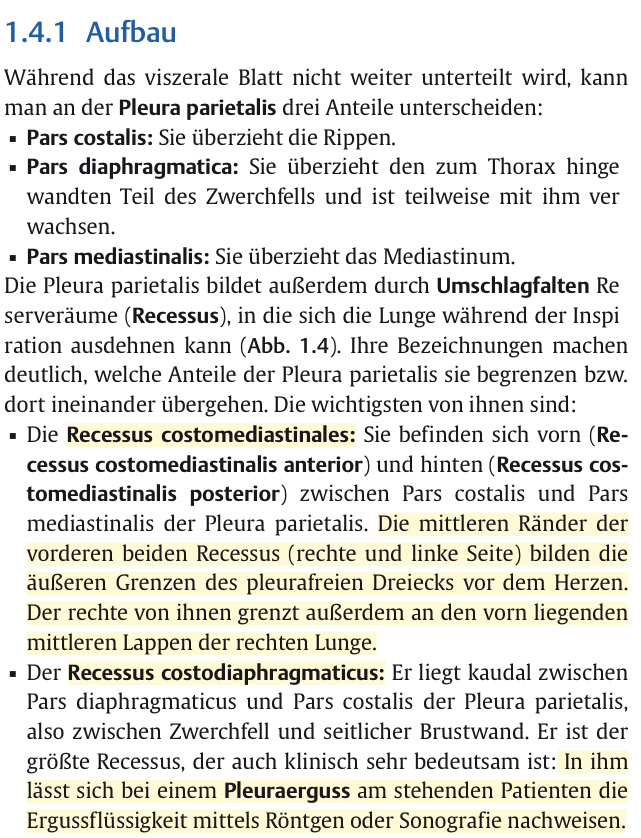 1.4.1 Aufbau
Während das viszerale Blatt nicht weiter unterteilt wird, kann
man an der Pleura parietalis drei Anteile unterscheiden:
▪ Pars costalis: Sie überzieht die Rippen.
▪ Pars diaphragmatica: Sie überzieht den zum Thorax hinge
wandten Teil des Zwerchfells und ist teilweise mit ihm ver
wachsen.
▪ Pars mediastinalis: Sie überzieht das Mediastinum.
Die Pleura parietalis bildet außerdem durch Umschlagfalten Re
serveräume (Recessus), in die sich die Lunge während der Inspi
ration ausdehnen kann (Abb. 1.4). Ihre Bezeichnungen machen
deutlich, welche Anteile der Pleura parietalis sie begrenzen bzw.
dort ineinander übergehen. Die wichtigsten von ihnen sind:
▪ Die Recessus costomediastinales: Sie befinden sich vorn (Re-
cessus costomediastinalis anterior) und hinten (Recessus cos-
tomediastinalis posterior) zwischen Pars costalis und Pars
mediastinalis der Pleura parietalis. Die mittleren Ränder der
vorderen beiden Recessus (rechte und linke Seite) bilden die
äußeren Grenzen des pleurafreien Dreiecks vor dem Herzen.
Der rechte von ihnen grenzt außerdem an den vorn liegenden
mittleren Lappen der rechten Lunge.
▪ Der Recessus costodiaphragmaticus: Er liegt kaudal zwischen
Pars diaphragmaticus und Pars costalis der Pleura parietalis,
also zwischen Zwerchfell und seitlicher Brustwand. Er ist der
größte Recessus, der auch klinisch sehr bedeutsam ist: In ihm
lässt sich bei einem Pleuraerguss am stehenden Patienten die
Ergussflüssigkeit mittels Röntgen oder Sonografie nachweisen.